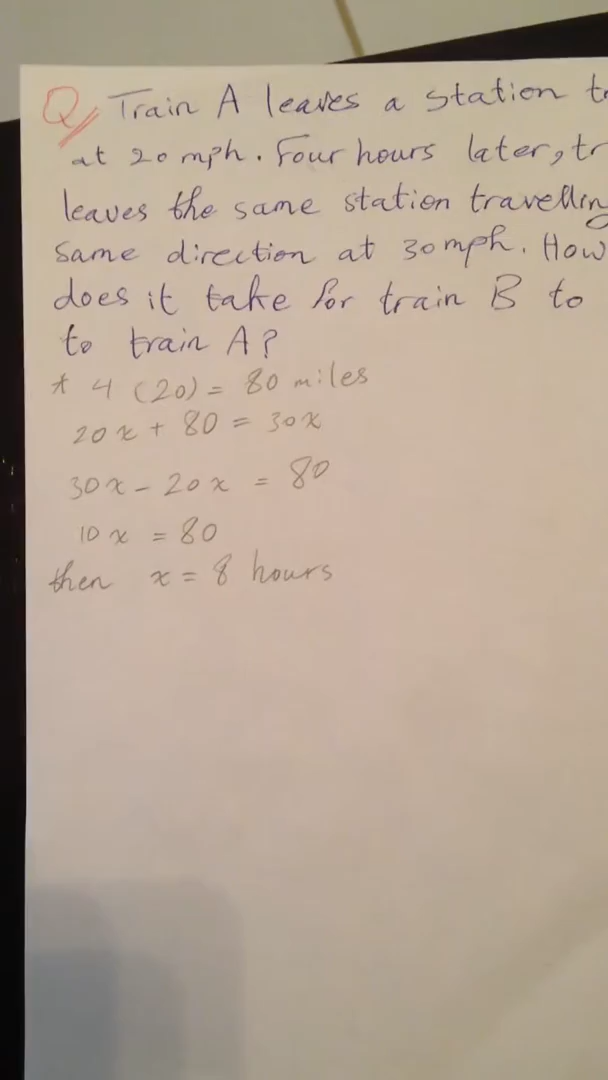 Q Train A leaves a station
at 20 mph. Four hours later,
leaves the same station travelling
same direction at 30 mph. How
does it take for train B to
to train A?
* 4 (20) = 80 miles
20x + 80 = 30x
30x - 20x = 80
10x = 80
then x = 8 hours